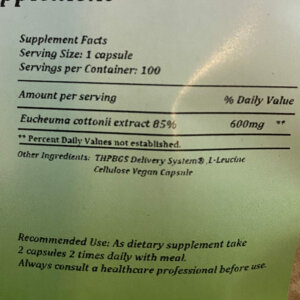 Supplement Facts
Serving Size: 1 capsule
Servings per Container: 100
Amount per serving % Daily Value
Eucheuma cottonii extract 85% 600mg **
** Percent Daily Values not established.
Other Ingredients: THPBGS Delivery System®,L-Leucine
Cellulose Vegan Capsule
Recommended Use: As dietary supplement take
2 capsules 2 times daily with meal.
Always consult a healthcare professional before use.